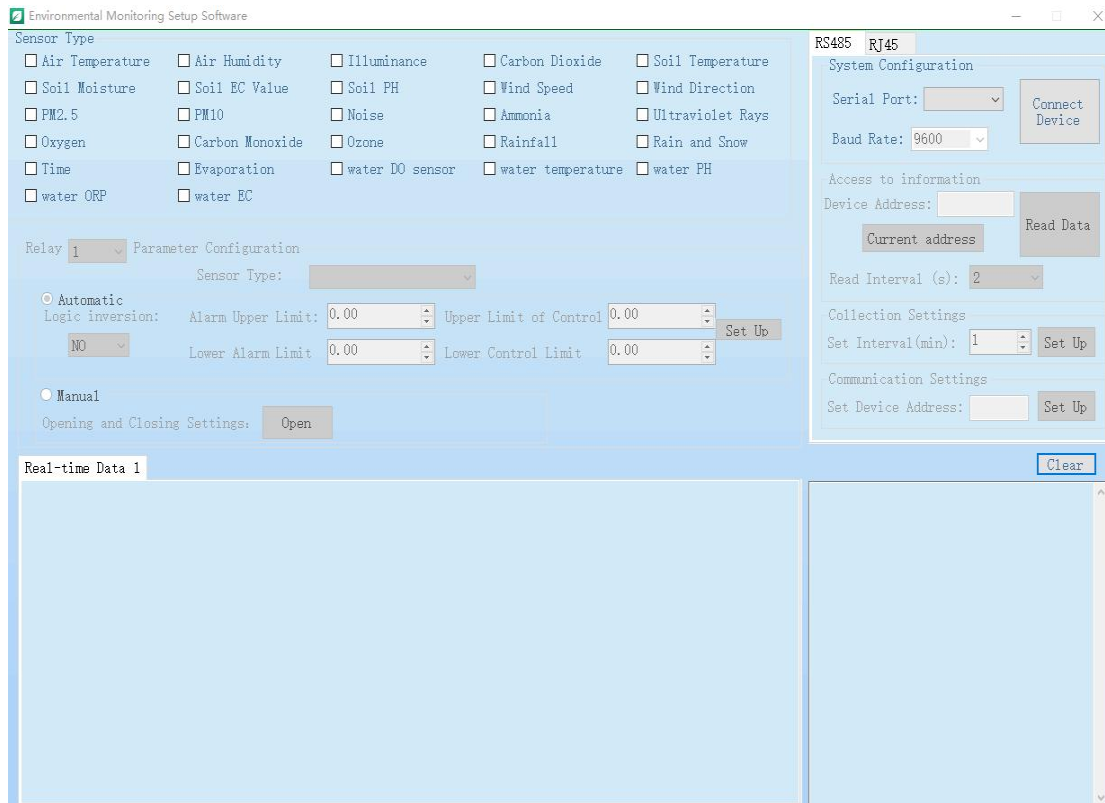 Environmental Monitoring Setup Software
Sensor Type
Air Temperature Air Humidity Illuminance Carbon Dioxide Soil Temperature
Soil Moisture Soil EC Value Soil PH Wind Speed Wind Direction
PM2.5 PM10 Noise Ammonia Ultraviolet Rays
Oxygen Carbon Monoxide Ozone Rainfall Rain and Snow
Time Evaporation water DO sensor water temperature water PH
water ORP water EC
Relay 1 Parameter Configuration
Sensor Type:
Automatic
Logic inversion:
NO
Alarm Upper Limit: 0.00 Upper Limit of Control 0.00
Lower Alarm Limit 0.00 Lower Control Limit 0.00
Set Up
Manual
Opening and Closing Settings: Open
RS485 RJ45
System Configuration
Serial Port:
Baud Rate: 9600
Connect
Device
Access to information
Device Address:
Current address
Read Data
Read Interval (s): 2
Collection Settings
Set Interval(min): 1 Set Up
Communication Settings
Set Device Address: Set Up
Real-time Data 1
Clear